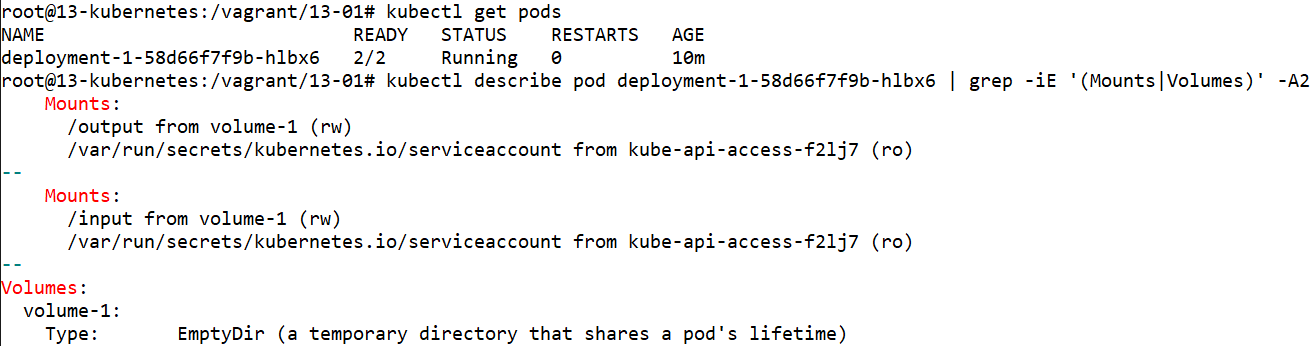 root@13-kubernetes:/vagrant/13-01# kubectl get pods
NAME                            READY   STATUS    RESTARTS   AGE
deployment-1-58d66f7f9b-hlbx6   2/2     Running   0          10m
root@13-kubernetes:/vagrant/13-01# kubectl describe pod deployment-1-58d66f7f9b-hlbx6 | grep -iE '(Mounts|Volumes)' -A2
    Mounts:
      /output from volume-1 (rw)
      /var/run/secrets/kubernetes.io/serviceaccount from kube-api-access-f2lj7 (ro)
--
    Mounts:
      /input from volume-1 (rw)
      /var/run/secrets/kubernetes.io/serviceaccount from kube-api-access-f2lj7 (ro)
--
Volumes:
  volume-1:
    Type:       EmptyDir (a temporary directory that shares a pod's lifetime)